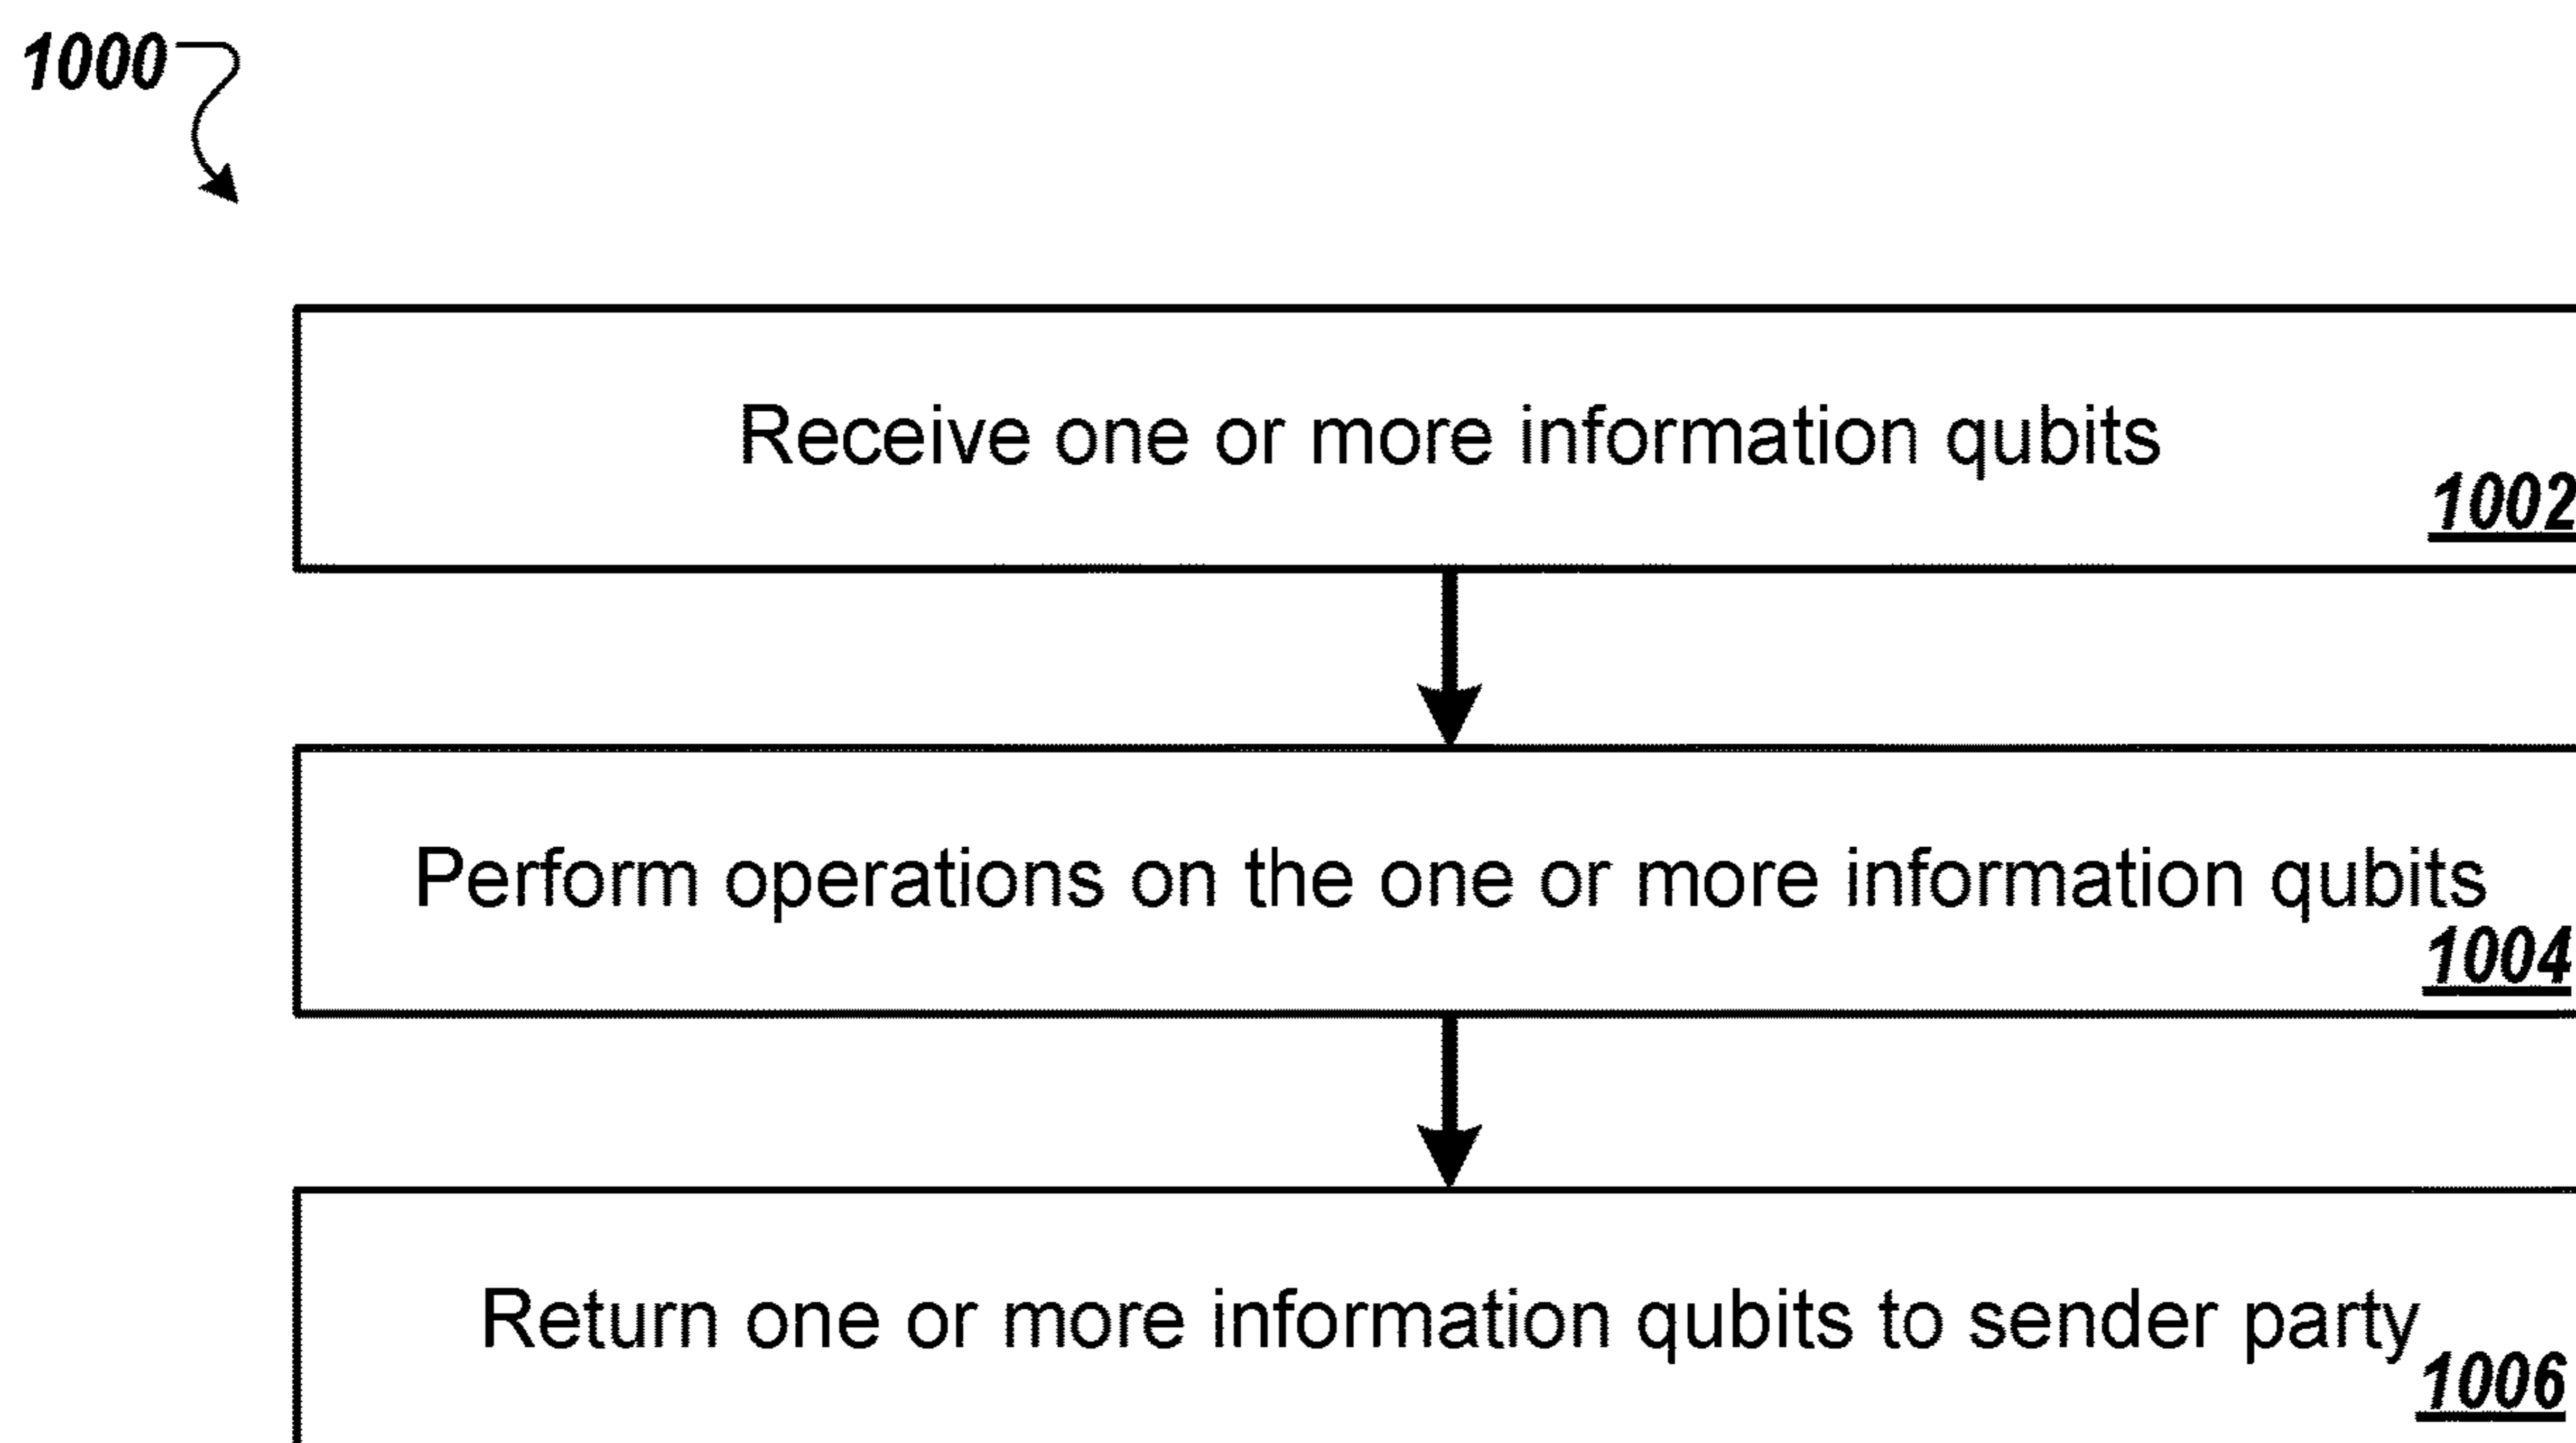 1000
Receive one or more information qubits
1002
Perform operations on the one or more information qubits
1004
Return one or more information qubits to sender party
1006